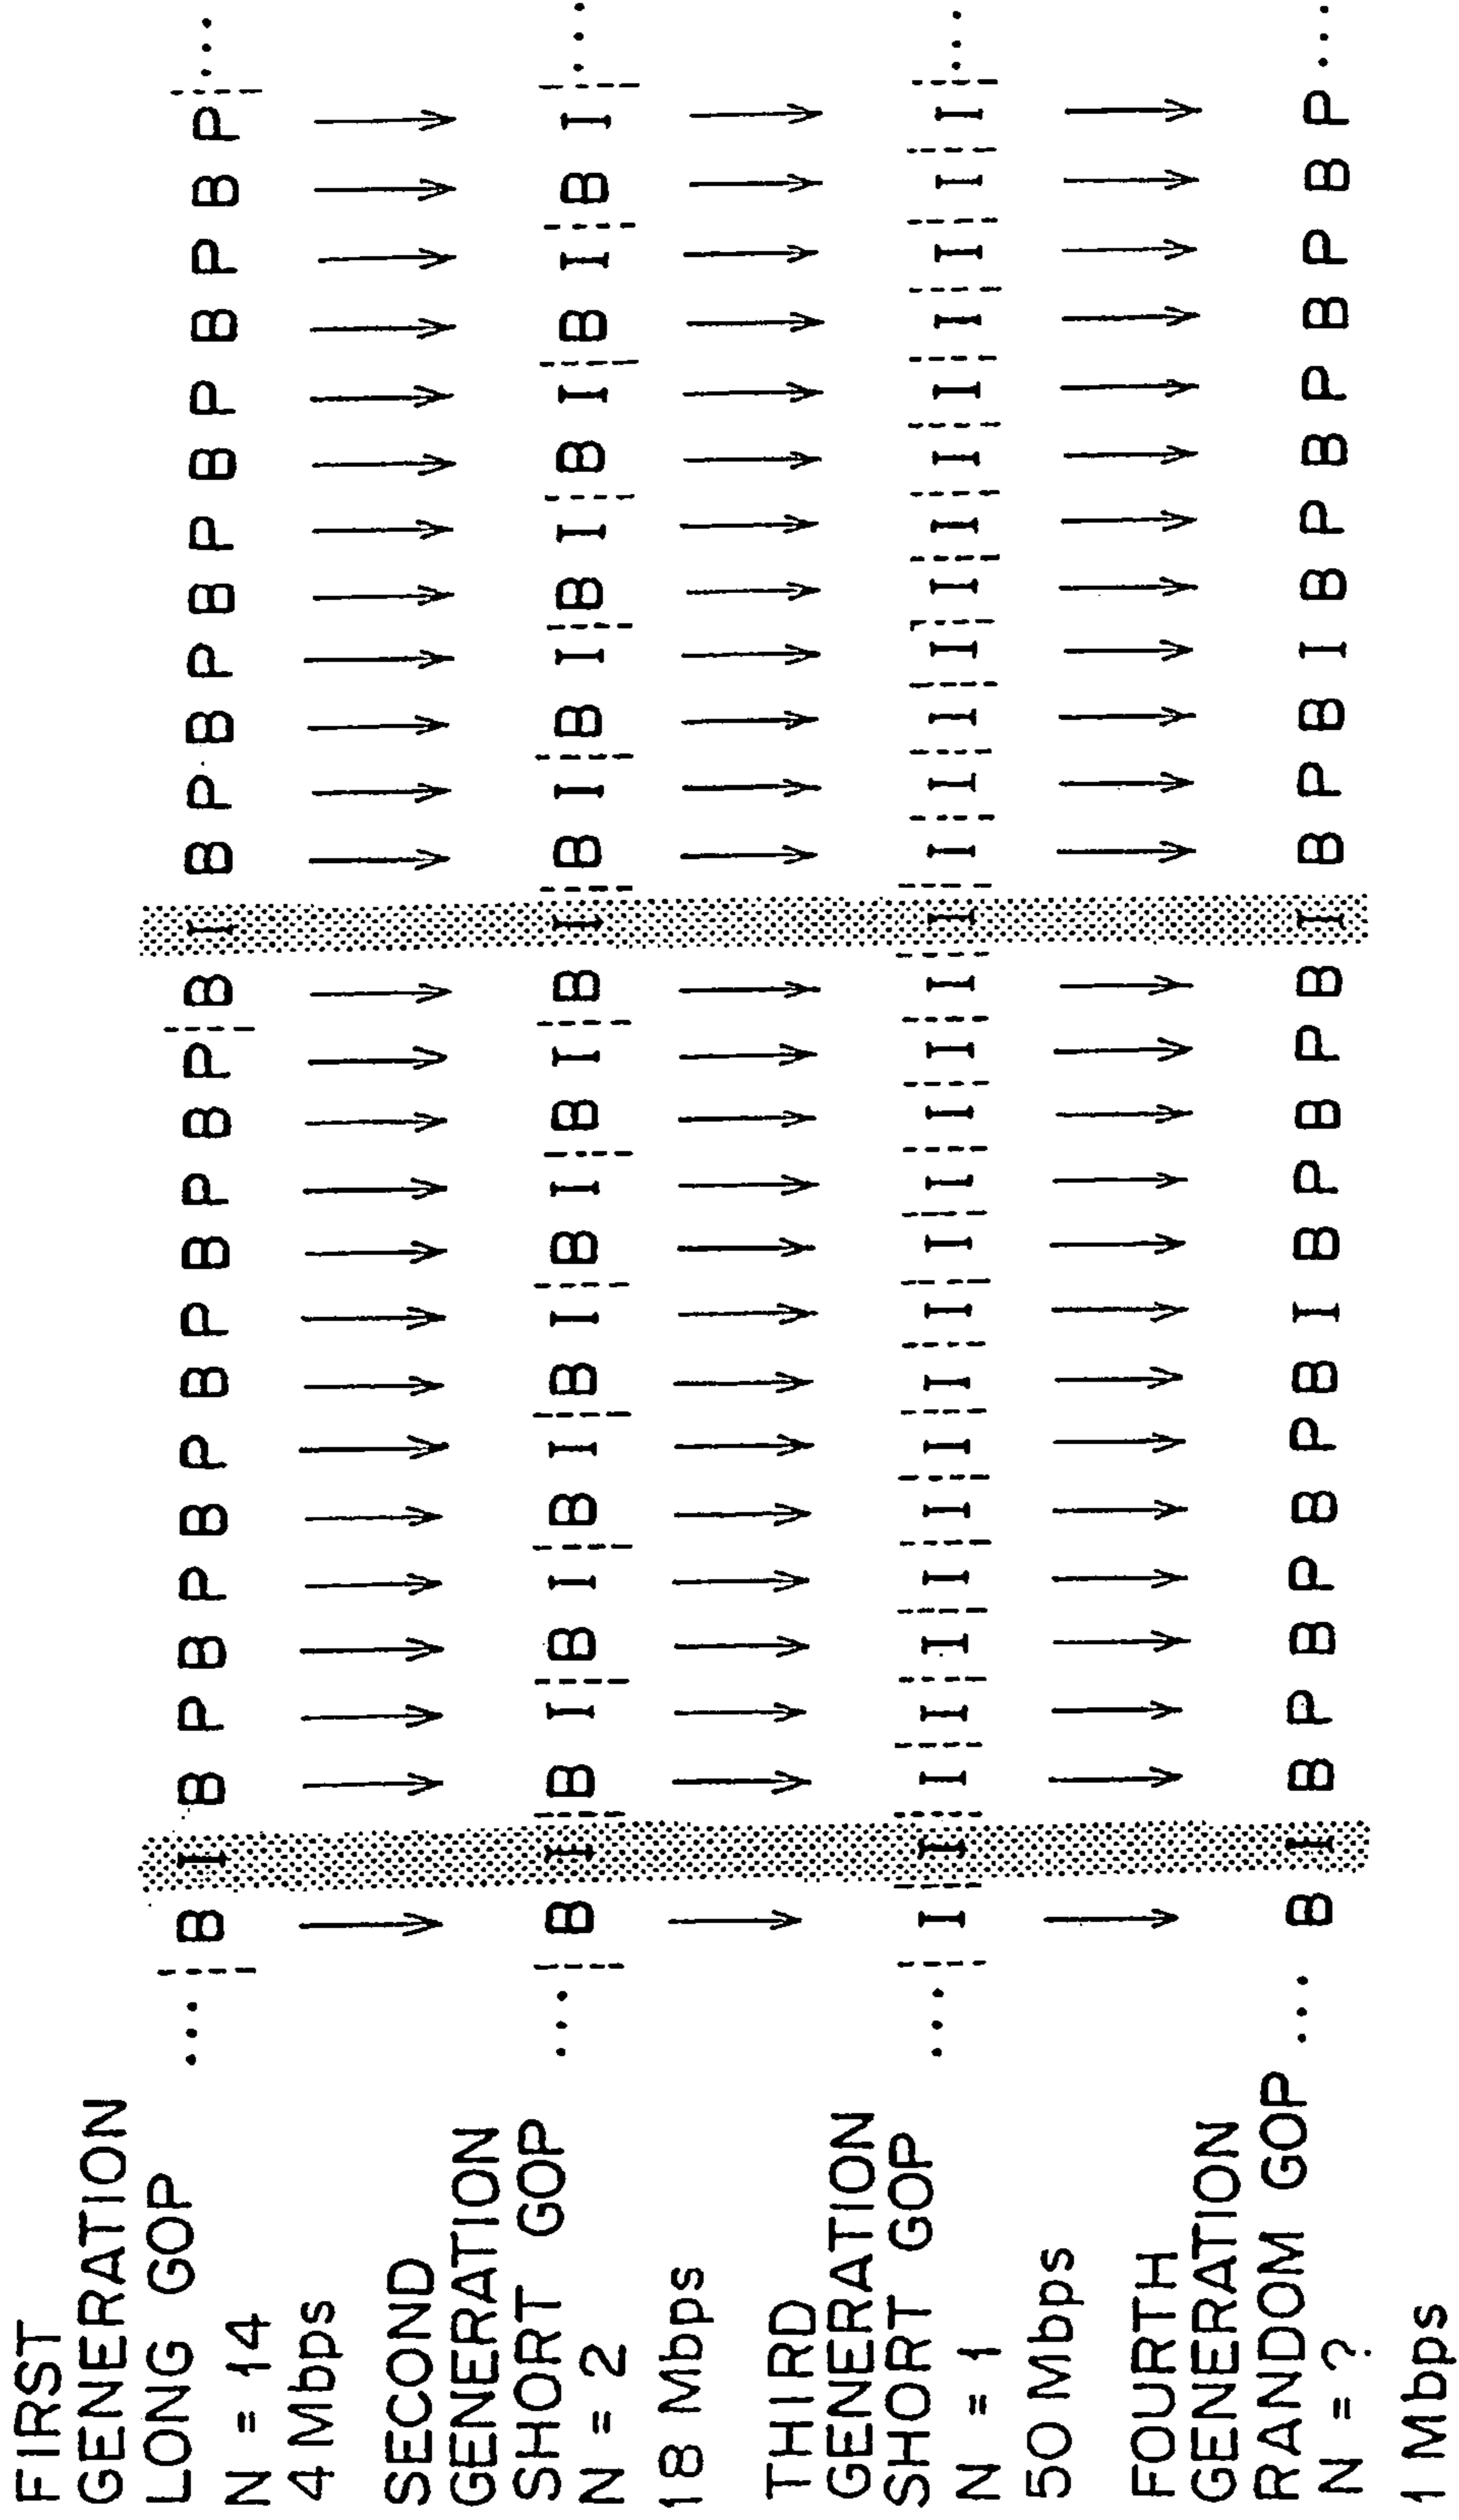 FIRST
GENERATION
LONG GOP ... B I B P B P B P B P B P B P B I B P B P B P B P B P B P ...
N = 14
4 Mbps
SECOND
GENERATION
SHORT GOP ... B I B I B I B I B I B I B I B I B I B I B I B I B I B I ...
N = 2
18 Mbps
THIRD
GENERATION
SHORT GOP ... I I I I I I I I I I I I I I I I I I I I I I I I I I I I ...
N = 1
50 Mbps
FOURTH
GENERATION
RANDOM GOP ... B I B P B P B P B I B P B P B I B P B I B P B P B P B P ...
N = ?
1 Mbps